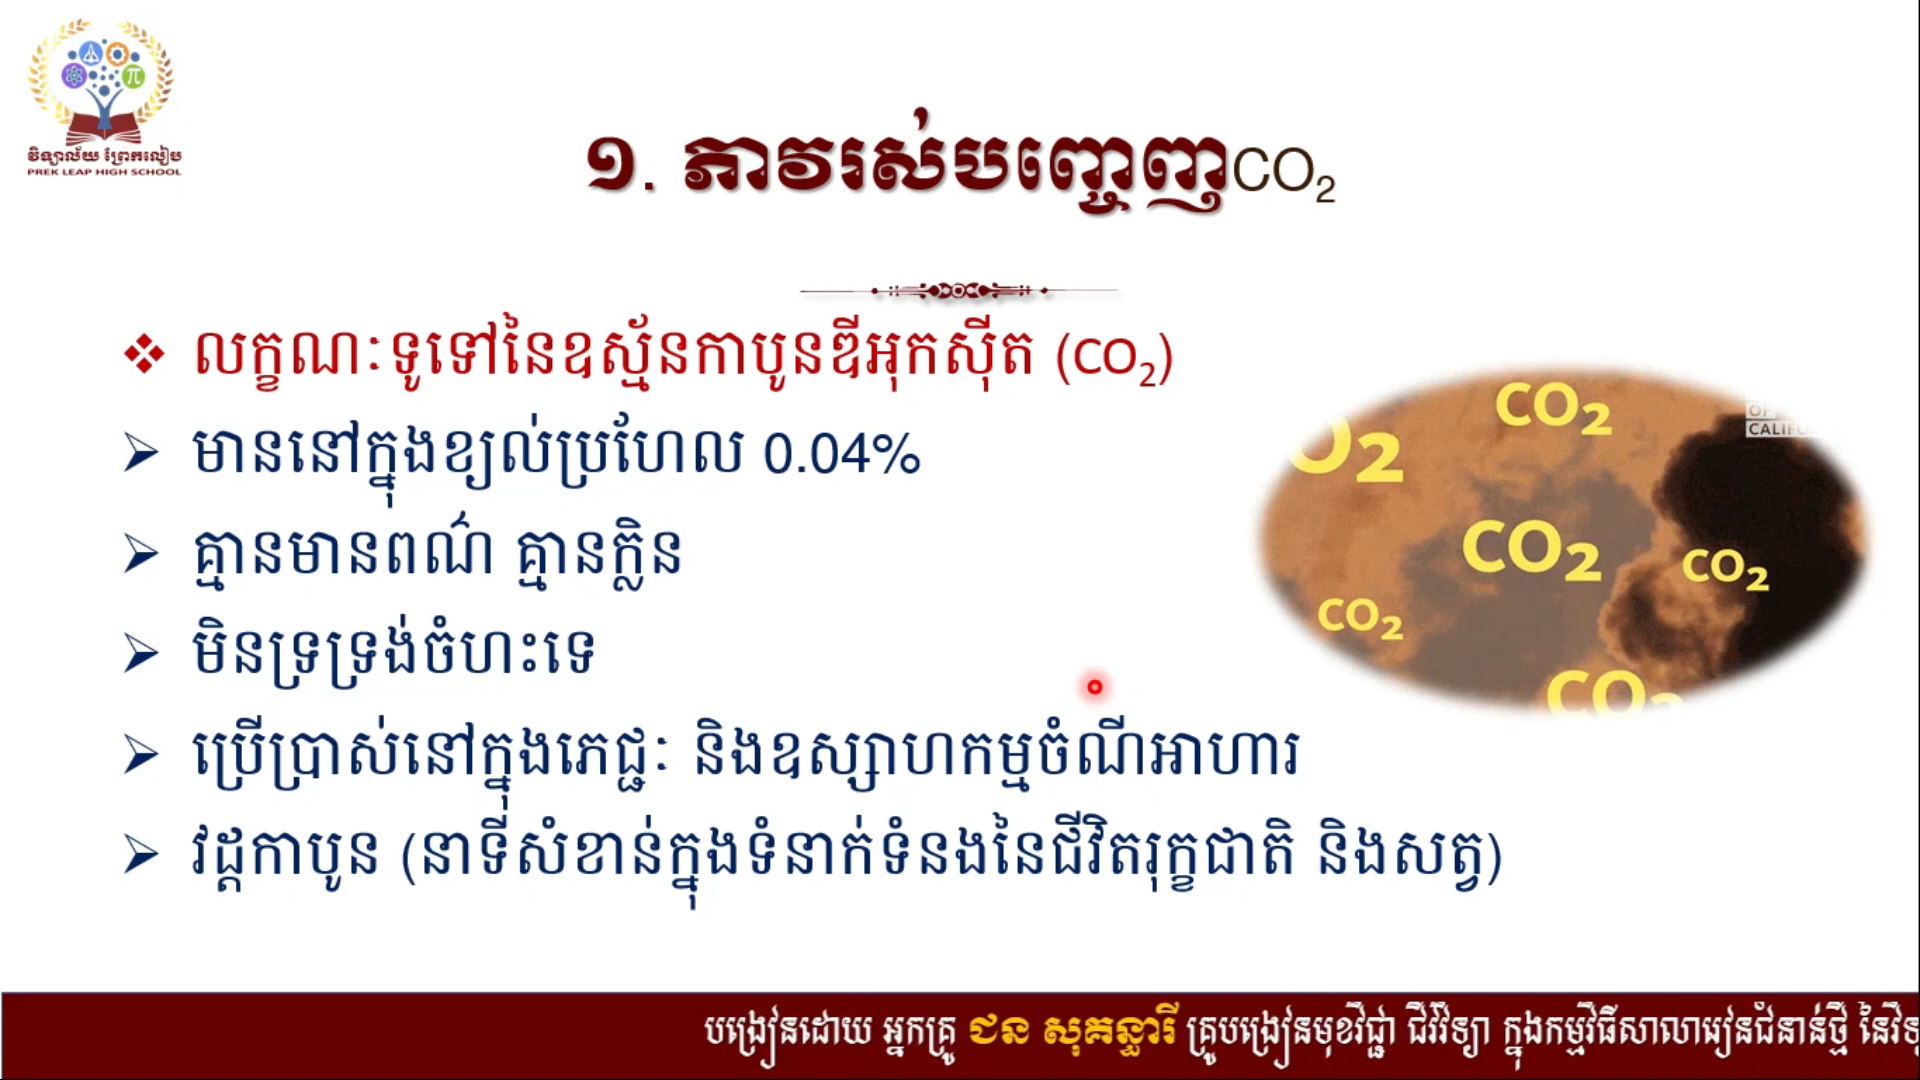 វិទ្យាល័យ ព្រែកលៀប
PREK LEAP HIGH SCHOOL
១. ភាវរស់បញ្ចេញCO₂
លក្ខណៈទូទៅនៃឧស្ម័នកាបូនឌីអុកស៊ីត (CO₂)
មាននៅក្នុងខ្យល់ប្រហែល 0.04%
គ្មានមានពណ៌ គ្មានក្លិន
មិនទ្រទ្រង់ចំហះទេ
ប្រើប្រាស់នៅក្នុងភេជ្ជៈ និងឧស្សាហកម្មចំណីអាហារ
វដ្តកាបូន (នាទីសំខាន់ក្នុងទំនាក់ទំនងនៃជីវិតរុក្ខជាតិ និងសត្វ)
CO₂
O₂
CO₂
CO₂
CO₂
CO₂
បង្រៀនដោយ អ្នកគ្រូ ជន សុគន្ធារី គ្រូបង្រៀនមុខវិជ្ជា ជីវវិទ្យា ក្នុងកម្មវិធីសាលារៀនជំនាន់ថ្មី នៃ